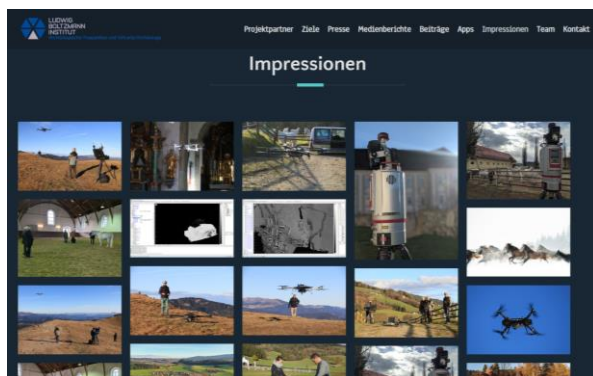 LUDWIG
BOLTZMANN
INSTITUT
Projektpartner Ziele Presse Medienberichte Beiträge Apps Impressionen Team Kontakt
Impressionen